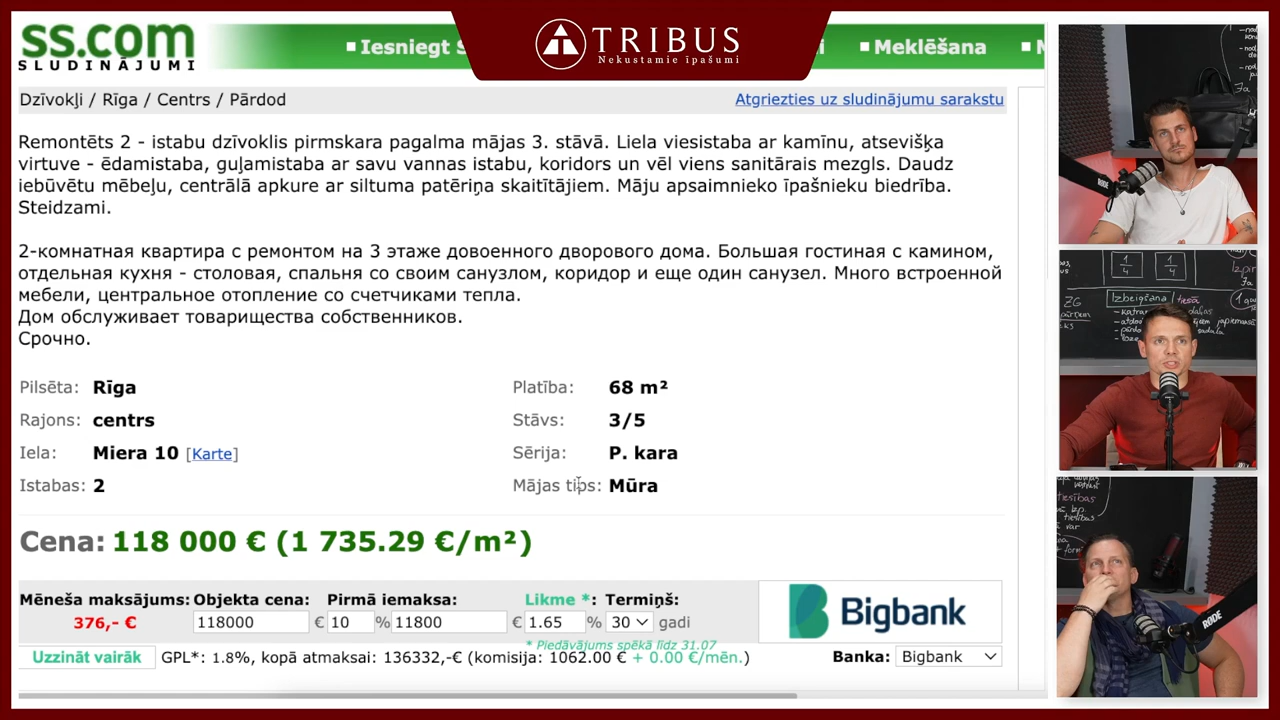 ss.com
SLUDINĀJUMI
Iesniegt S
TRIBUS
Nekustamie īpašumi
Meklēšana
Dzīvokļi / Rīga / Centrs / Pārdod
Atgriezties uz sludinājumu sarakstu
Remontēts 2 - istabu dzīvoklis pirmskara pagalma mājas 3. stāvā. Liela viesistaba ar kamīnu, atsevišķa
virtuve - ēdamistaba, guļamistaba ar savu vannas istabu, koridors un vēl viens sanitārais mezgls. Daudz
iebūvētu mēbeļu, centrālā apkure ar siltuma patēriņa skaitītājiem. Māju apsaimnieko īpašnieku biedrība.
Steidzami.
2-комнатная квартира с ремонтом на 3 этаже довоенного дворового дома. Большая гостиная с камином,
отдельная кухня - столовая, спальня со своим санузлом, коридор и еще один санузел. Много встроенной
мебели, центральное отопление со счетчиками тепла.
Дом обслуживает товарищества собственников.
Срочно.
Pilsēta: Rīga
Platība: 68 m²
Rajons: centrs
Stāvs: 3/5
Iela: Miera 10 [Karte]
Sērija: P. kara
Istabas: 2
Mājas tips: Mūra
Cena: 118 000 € (1 735.29 €/m²)
Mēneša maksājums: Objekta cena: Pirmā iemaksa: Likme *: Termiņš:
376,- € 118000 € 10 % 11800 € 1.65 % 30 gadi
* Piedāvājums spēkā līdz 31.07
Bigbank
Uzzināt vairāk GPL*: 1.8%, kopā atmaksai: 136332,-€ (komisija: 1062.00 € + 0.00 €/mēn.)
Banka: Bigbank
RODE
1
4
1
4
ZG
Izbeigšana
RODE